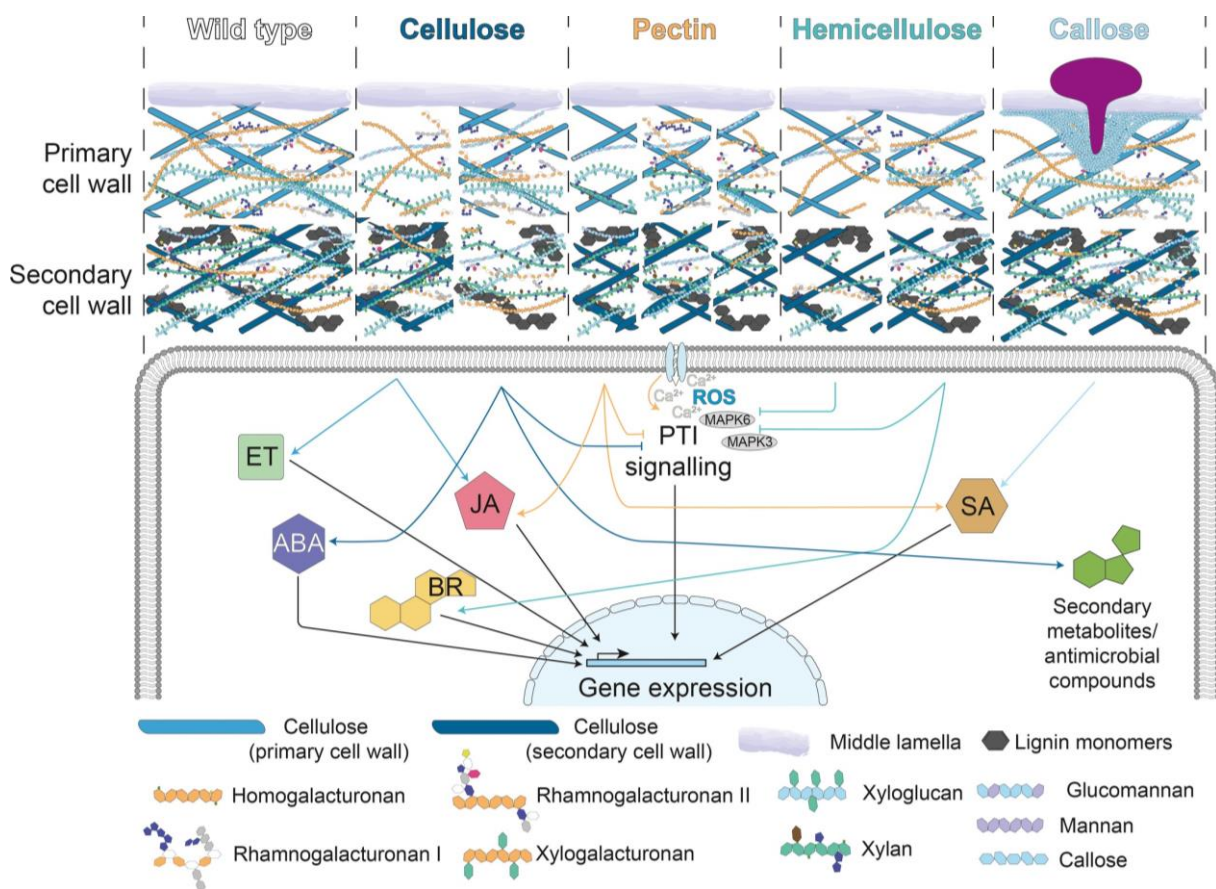 Wild type
Cellulose
Pectin
Hemicellulose
Callose
Primary
cell wall
Secondary
cell wall
Ca²⁺
Ca²⁺
ROS
Ca²⁺
MAPK6
MAPK3
PTI
signalling
ET
JA
SA
ABA
BR
Secondary
metabolites/
antimicrobial
compounds
Gene expression
Cellulose
(primary cell wall)
Cellulose
(secondary cell wall)
Middle lamella
Lignin monomers
Homogalacturonan
Rhamnogalacturonan II
Xyloglucan
Glucomannan
Mannan
Rhamnogalacturonan I
Xylogalacturonan
Xylan
Callose